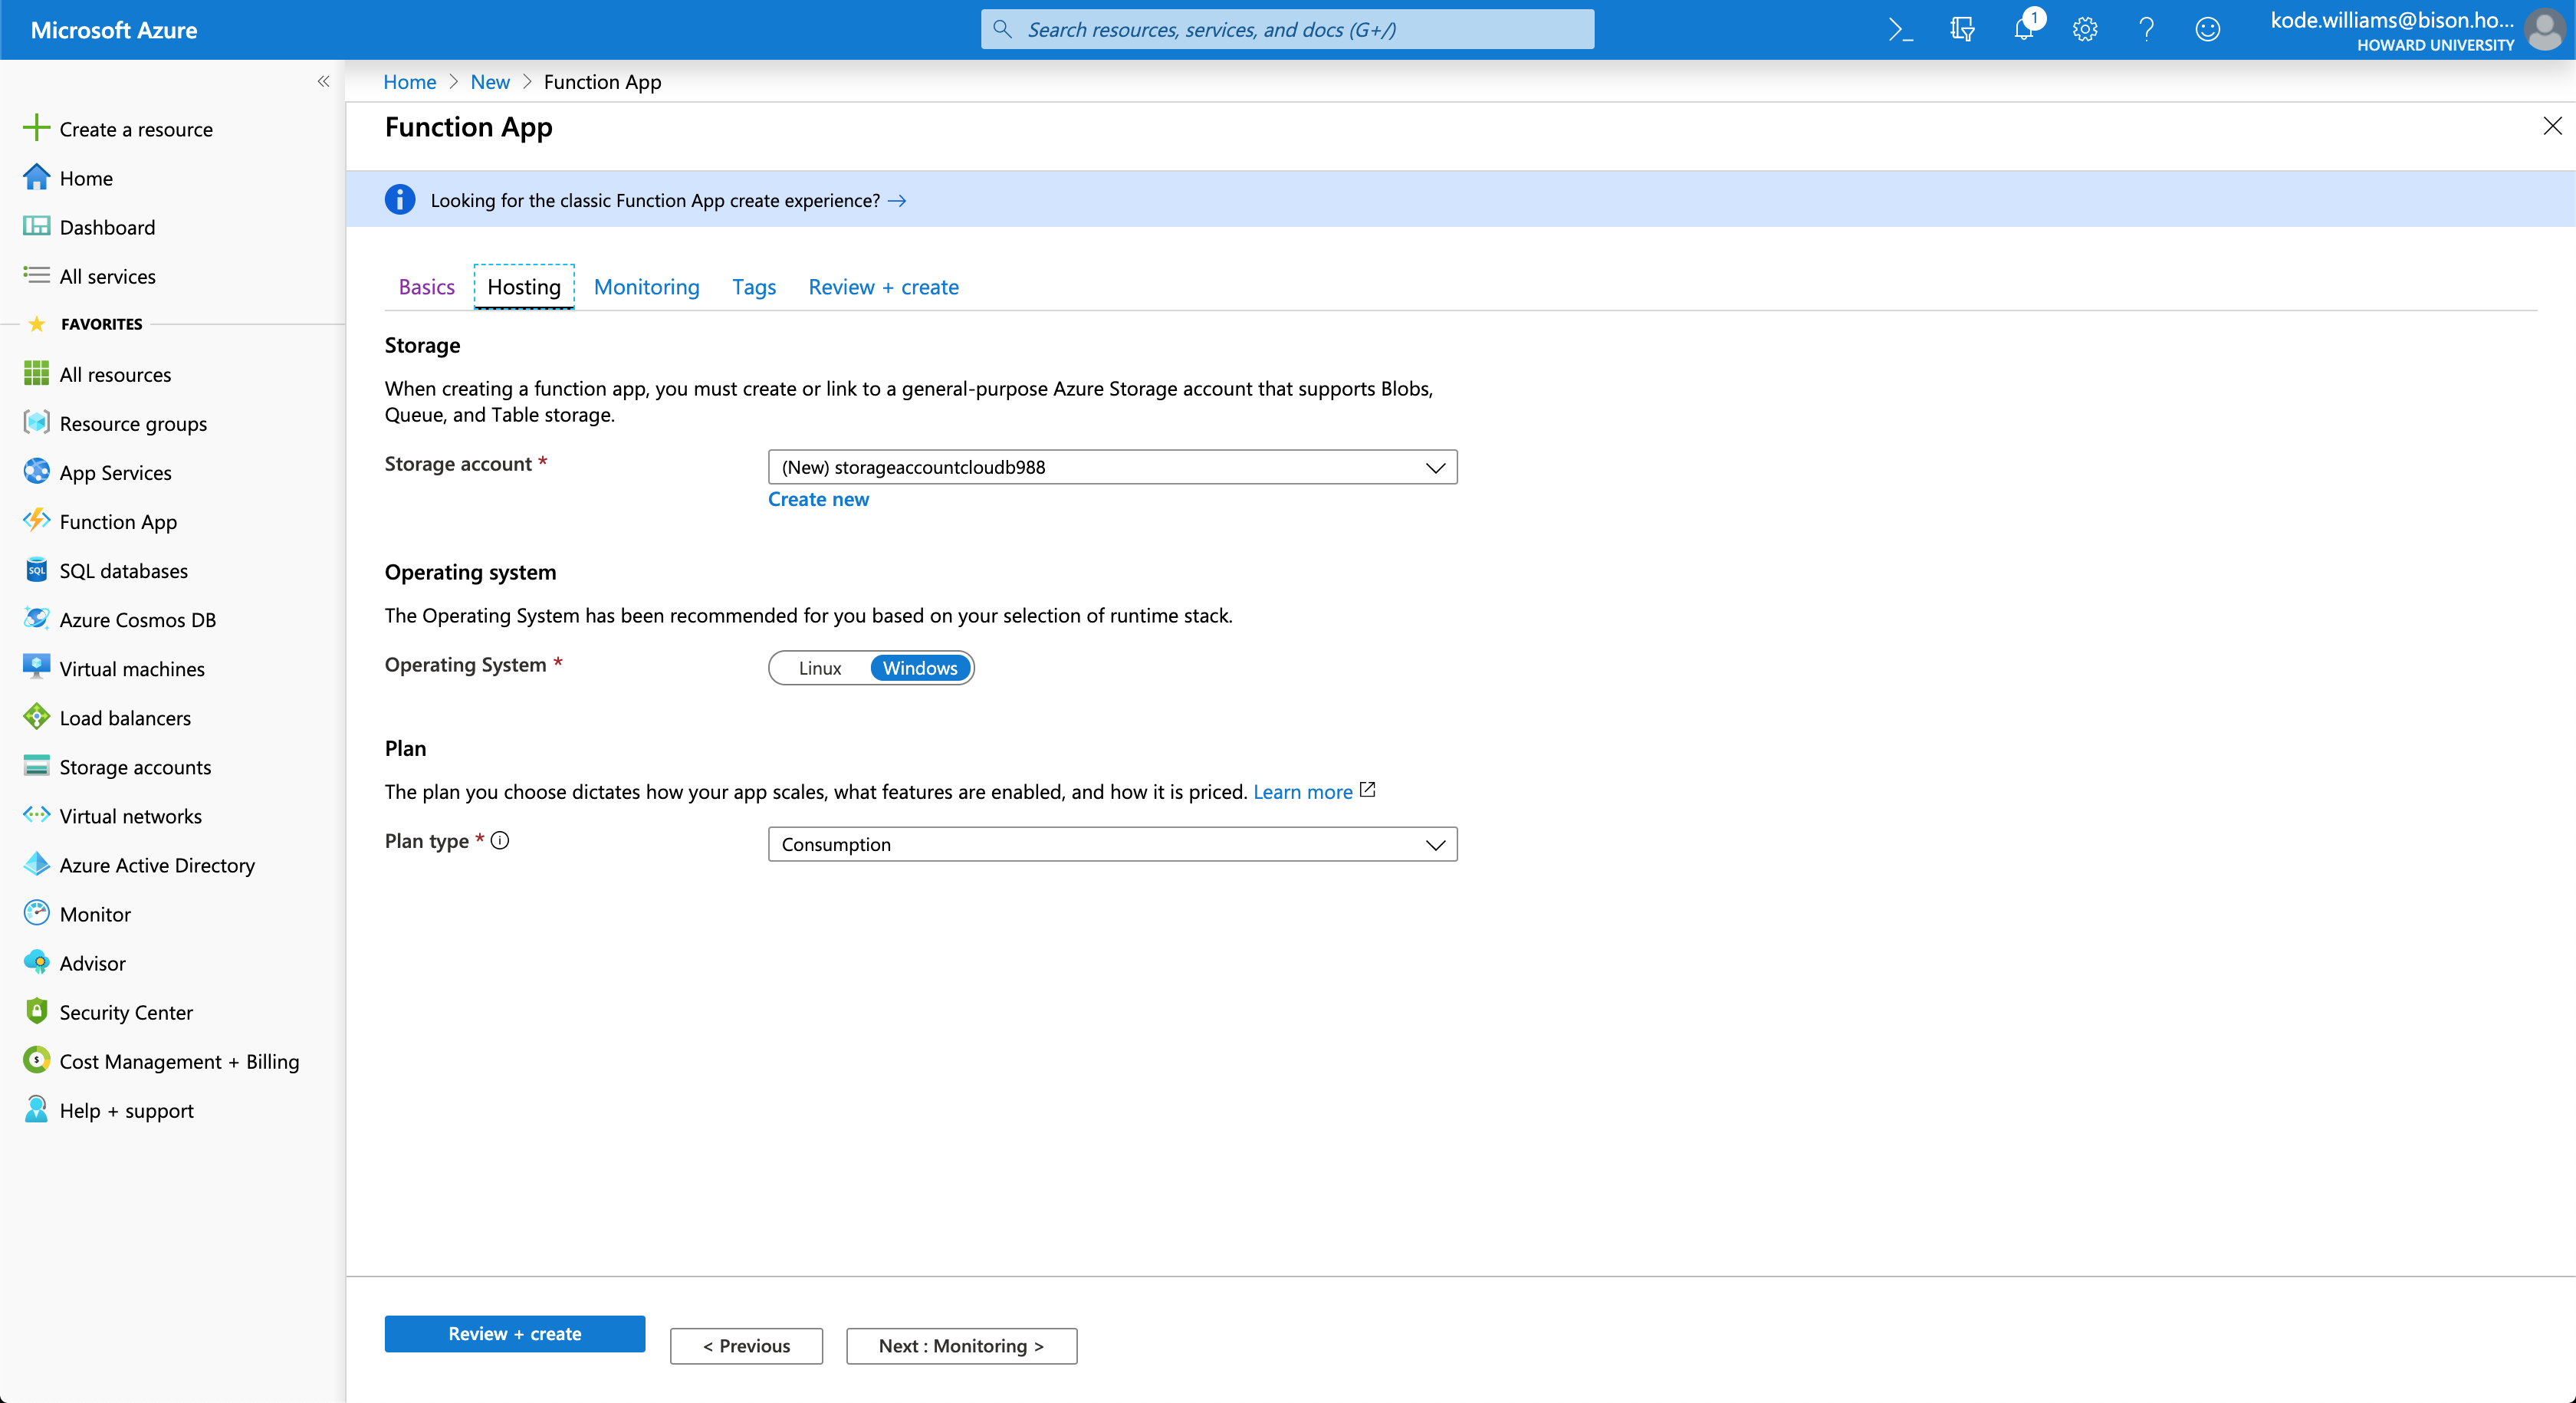 Microsoft Azure
Search resources, services, and docs (G+/)
1
kode.williams@bison.ho...
HOWARD UNIVERSITY
«
Create a resource
Home
Dashboard
All services
FAVORITES
All resources
Resource groups
App Services
Function App
SQL
SQL databases
Azure Cosmos DB
Virtual machines
Load balancers
Storage accounts
Virtual networks
Azure Active Directory
Monitor
Advisor
Security Center
Cost Management + Billing
Help + support
Home > New > Function App
Function App
Looking for the classic Function App create experience? →
Basics Hosting Monitoring Tags Review + create
Storage
When creating a function app, you must create or link to a general-purpose Azure Storage account that supports Blobs,
Queue, and Table storage.
Storage account *
(New) storageaccountcloudb988
Create new
Operating system
The Operating System has been recommended for you based on your selection of runtime stack.
Operating System *
Linux Windows
Plan
The plan you choose dictates how your app scales, what features are enabled, and how it is priced. Learn more
Plan type *
Consumption
Review + create
< Previous
Next : Monitoring >